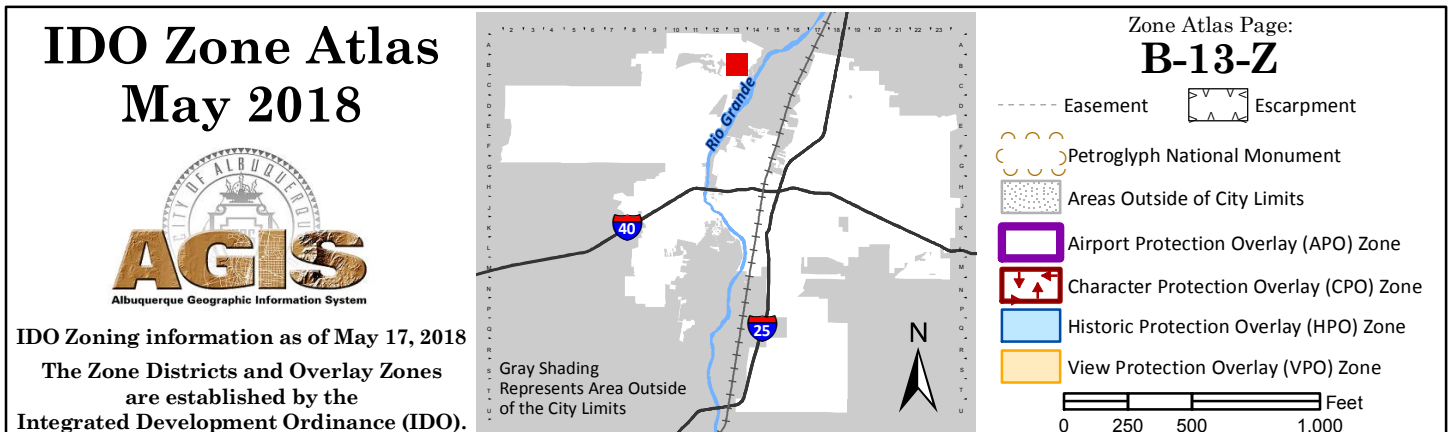 IDO Zone Atlas
May 2018
CITY OF ALBUQUERQUE
AGIS
Albuquerque Geographic Information System
IDO Zoning information as of May 17, 2018
The Zone Districts and Overlay Zones
are established by the
Integrated Development Ordinance (IDO).
Rio Grande
40
25
N
Gray Shading
Represents Area Outside
of the City Limits
Zone Atlas Page:
B-13-Z
Easement
Escarpment
Petroglyph National Monument
Areas Outside of City Limits
Airport Protection Overlay (APO) Zone
Character Protection Overlay (CPO) Zone
Historic Protection Overlay (HPO) Zone
View Protection Overlay (VPO) Zone
Feet
0 250 500 1,000